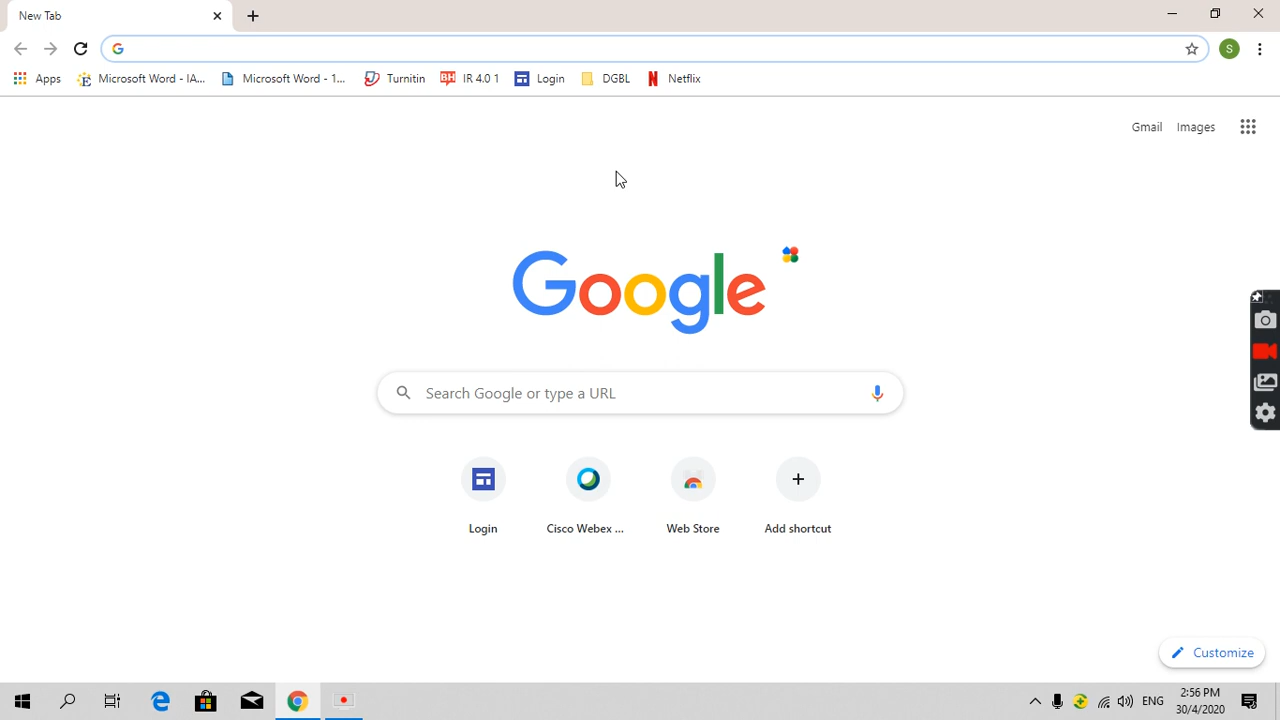 New Tab
Apps Microsoft Word - IA... Microsoft Word - 1... Turnitin BH IR 4.0 1 Login DGBL Netflix
S
Gmail Images
Google
Search Google or type a URL
Login Cisco Webex ... Web Store Add shortcut
Customize
ENG 2:56 PM
30/4/2020